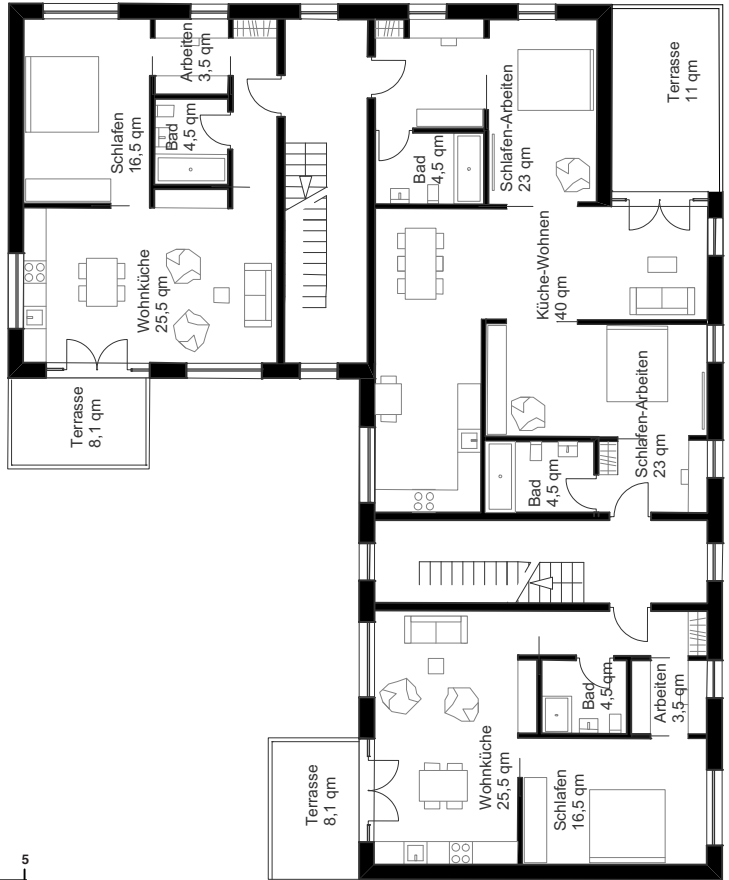 Arbeiten
3,5 qm
Schlafen
16,5 qm
Bad
4,5 qm
Wohnküche
25,5 qm
Terrasse
8,1 qm
Bad
4,5 qm
Schlafen-Arbeiten
23 qm
Terrasse
11 qm
Küche-Wohnen
40 qm
Bad
4,5 qm
Schlafen-Arbeiten
23 qm
Terrasse
8,1 qm
Wohnküche
25,5 qm
Bad
4,5 qm
Arbeiten
3,5 qm
Schlafen
16,5 qm
5